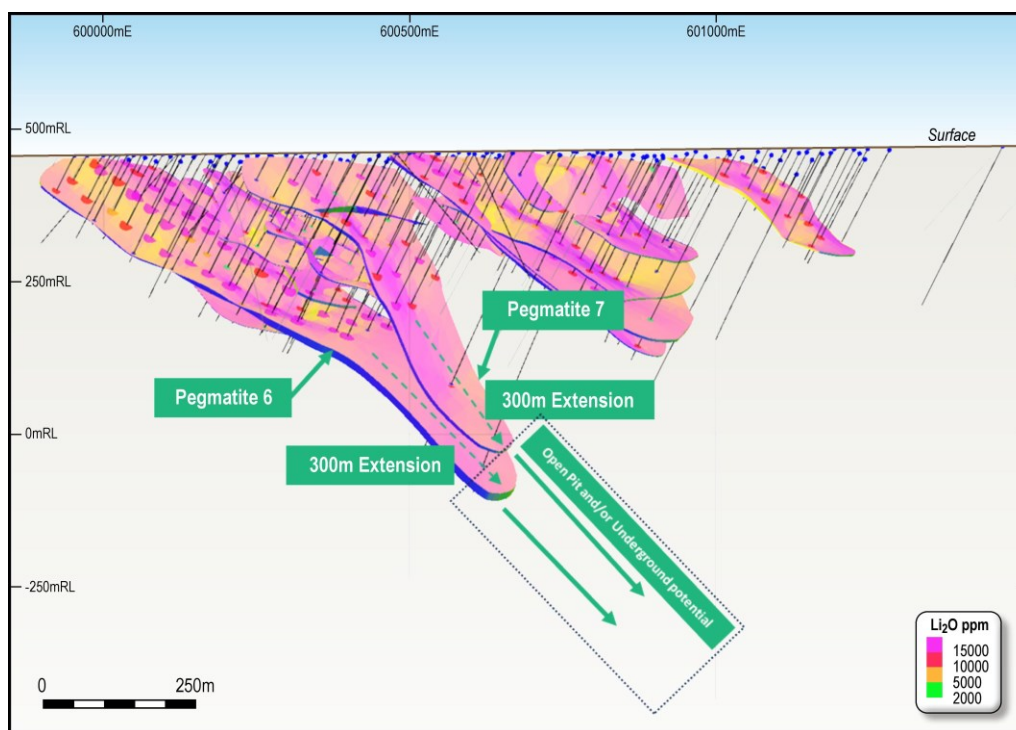 600000mE
600500mE
601000mE
500mRL
Surface
250mRL
Pegmatite 7
Pegmatite 6
300m Extension
0mRL
300m Extension
Open Pit and/or Underground potential
-250mRL
Li₂O ppm
15000
10000
5000
2000
0
250m